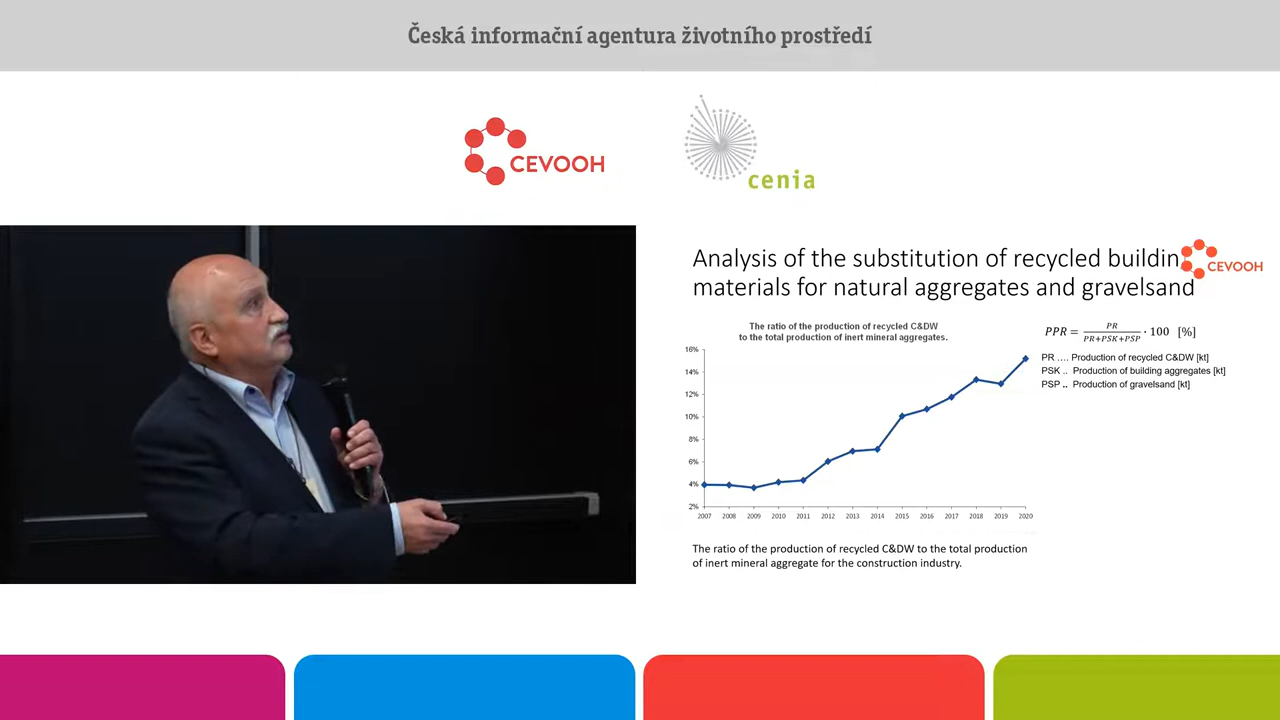 Česká informační agentura životního prostředí
CEVOOH
cenia
Analysis of the substitution of recycled buildin
materials for natural aggregates and gravelsand
CEVOOH
The ratio of the production of recycled C&DW
to the total production of inert mineral aggregates.
16%
14%
12%
10%
8%
6%
4%
2%
2007 2008 2009 2010 2011 2012 2013 2014 2015 2016 2017 2018 2019 2020
PPR = PR / PR+PSK+PSP · 100 [%]
PR .... Production of recycled C&DW [kt]
PSK .. Production of building aggregates [kt]
PSP .. Production of gravelsand [kt]
The ratio of the production of recycled C&DW to the total production
of inert mineral aggregate for the construction industry.